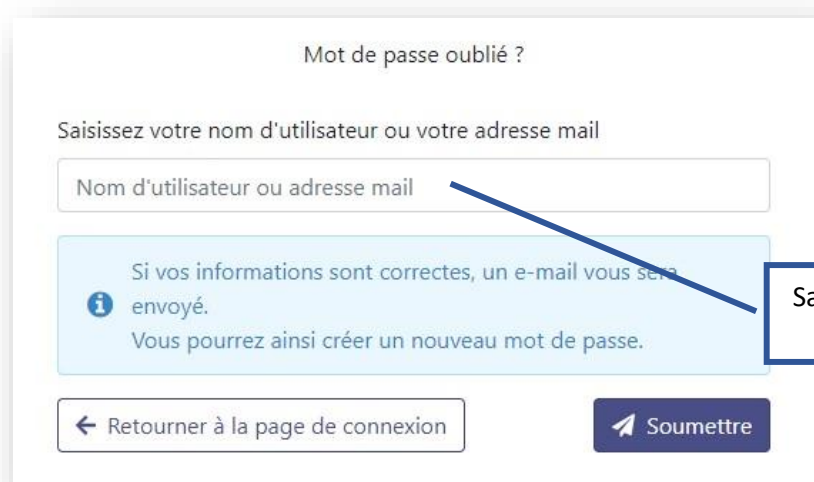 Mot de passe oublié ?
Saisissez votre nom d'utilisateur ou votre adresse mail
Nom d'utilisateur ou adresse mail
Si vos informations sont correctes, un e-mail vous sera
envoyé.
Vous pourrez ainsi créer un nouveau mot de passe.
Retourner à la page de connexion
Soumettre